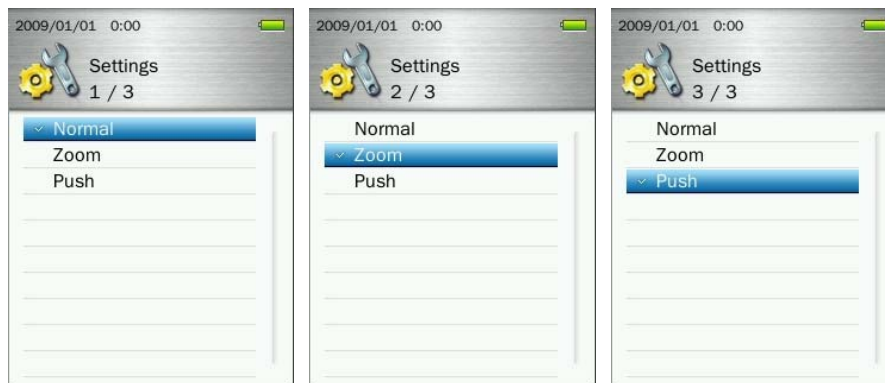 2009/01/01 0:00
Settings
1 / 3
Normal
Zoom
Push
2009/01/01 0:00
Settings
2 / 3
Normal
Zoom
Push
2009/01/01 0:00
Settings
3 / 3
Normal
Zoom
Push